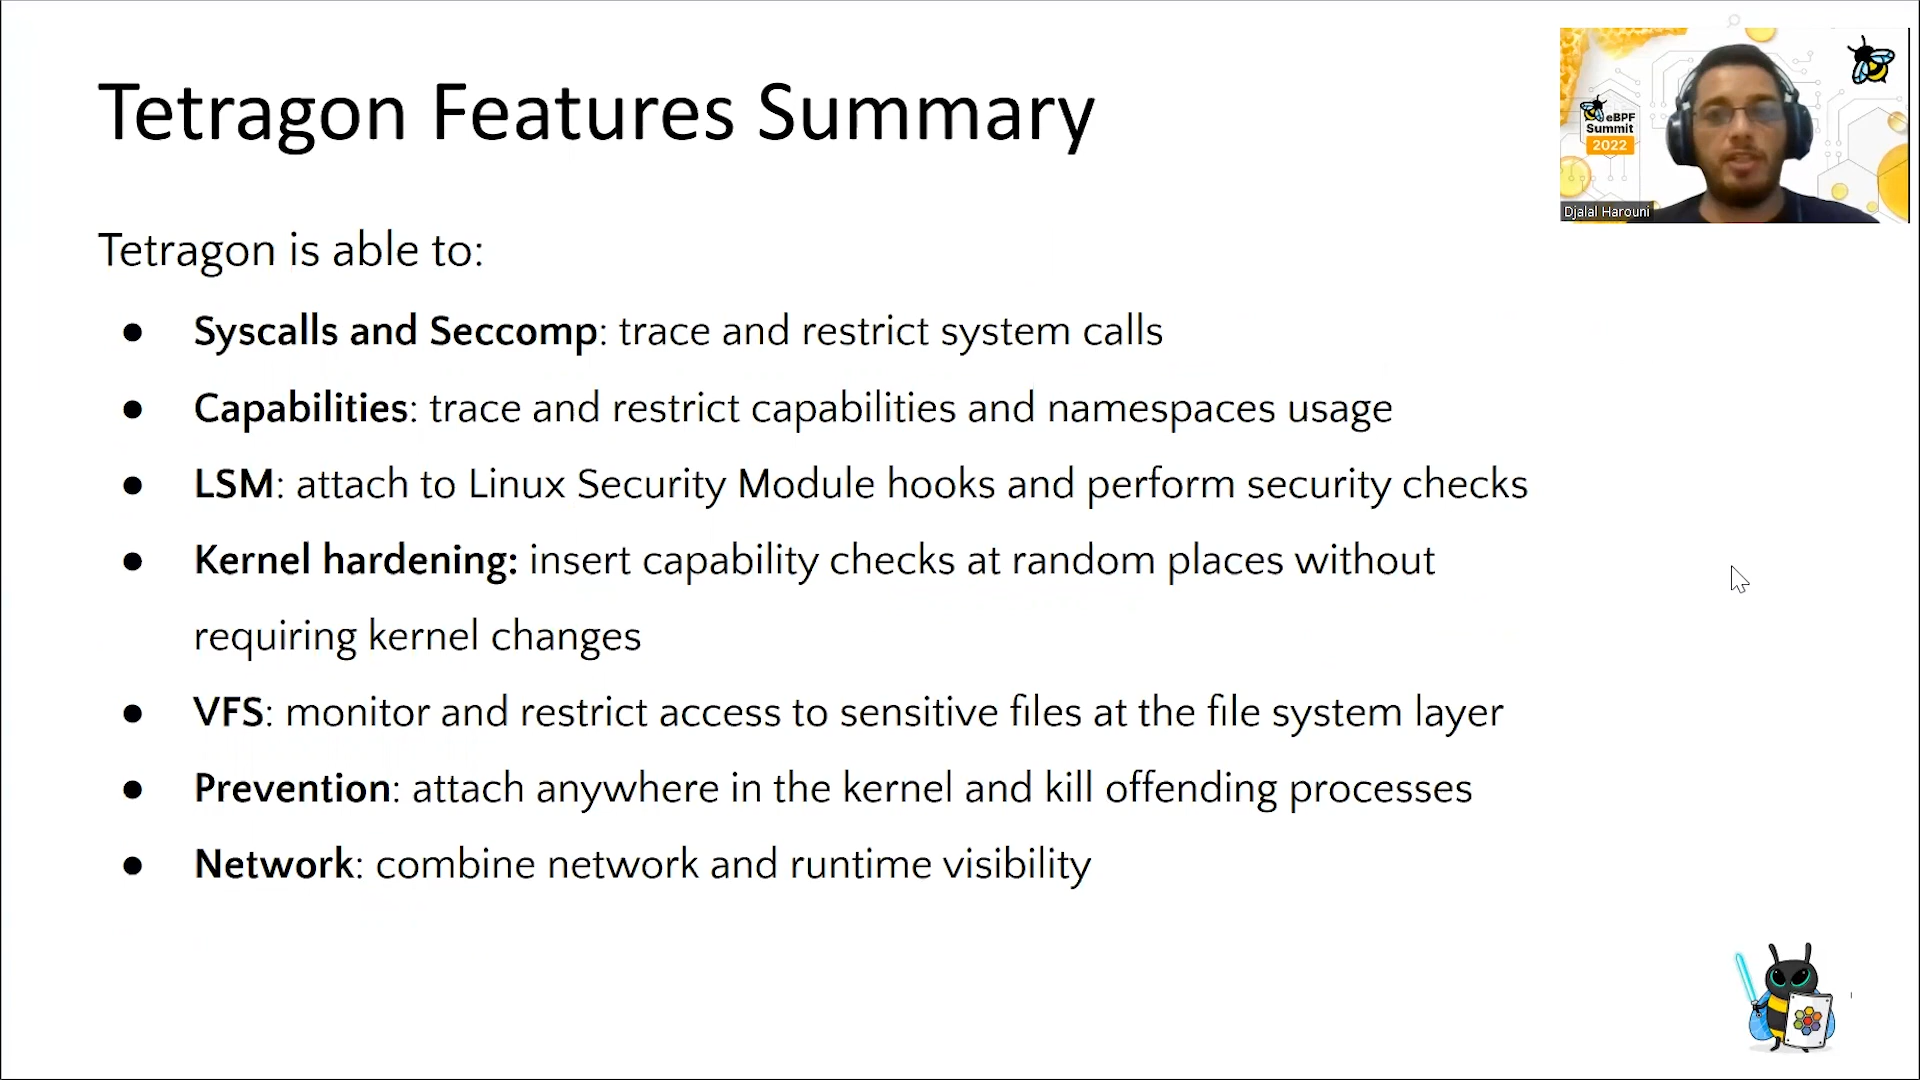 Tetragon Features Summary
eBPF
Summit
2022
Djalal Harouni
Tetragon is able to:
● Syscalls and Seccomp: trace and restrict system calls
● Capabilities: trace and restrict capabilities and namespaces usage
● LSM: attach to Linux Security Module hooks and perform security checks
● Kernel hardening: insert capability checks at random places without
requiring kernel changes
● VFS: monitor and restrict access to sensitive files at the file system layer
● Prevention: attach anywhere in the kernel and kill offending processes
● Network: combine network and runtime visibility